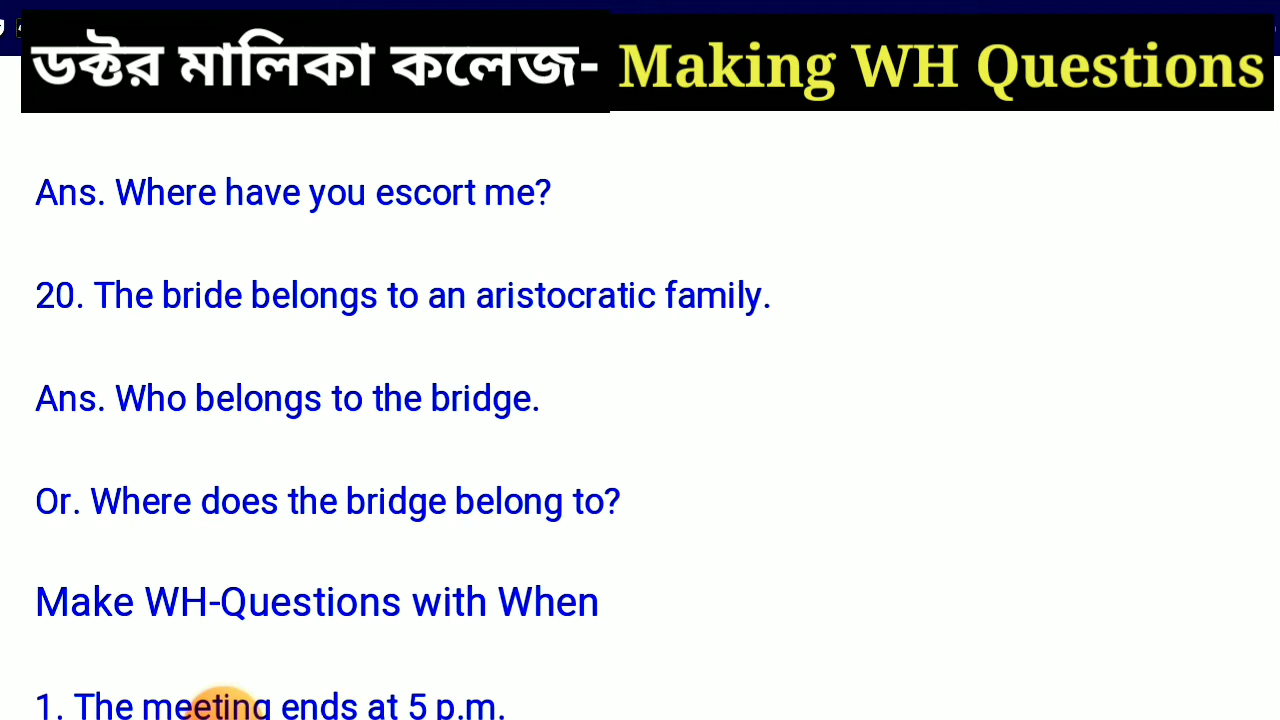 ডক্টর মালিকা কলেজ- Making WH Questions
Ans. Where have you escort me?
20. The bride belongs to an aristocratic family.
Ans. Who belongs to the bridge.
Or. Where does the bridge belong to?
Make WH-Questions with When
1. The meeting ends at 5 p.m.